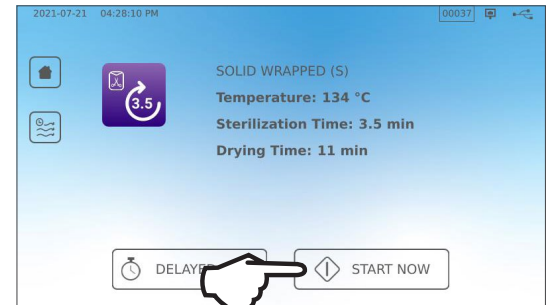 2021-07-21 04:28:10 PM 00037
SOLID WRAPPED (S)
3.5
Temperature: 134 °C
Sterilization Time: 3.5 min
Drying Time: 11 min
START NOW